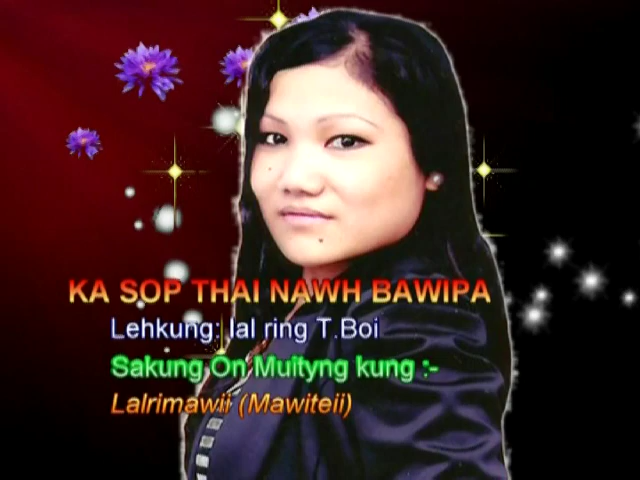 KA SOP THAI NAWH BAWIPA
Lehkung: lal ring T.Boi
Sakung On Muityng kung :-
Lalrimawii (Mawiteii)